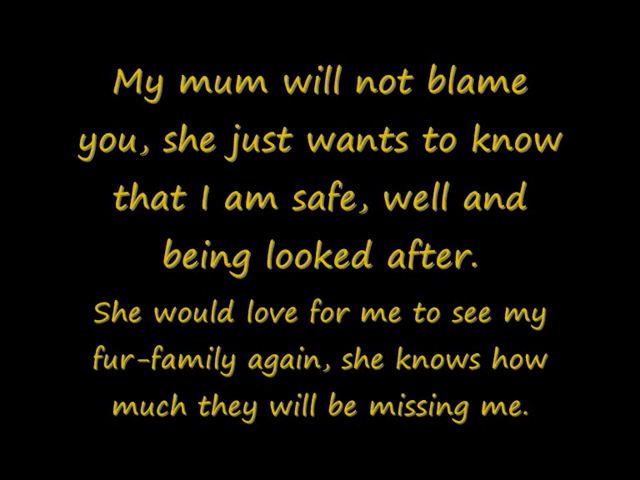 My mum will not blame
you, she just wants to know
that I am safe, well and
being looked after.
She would love for me to see my
fur-family again, she knows how
much they will be missing me.